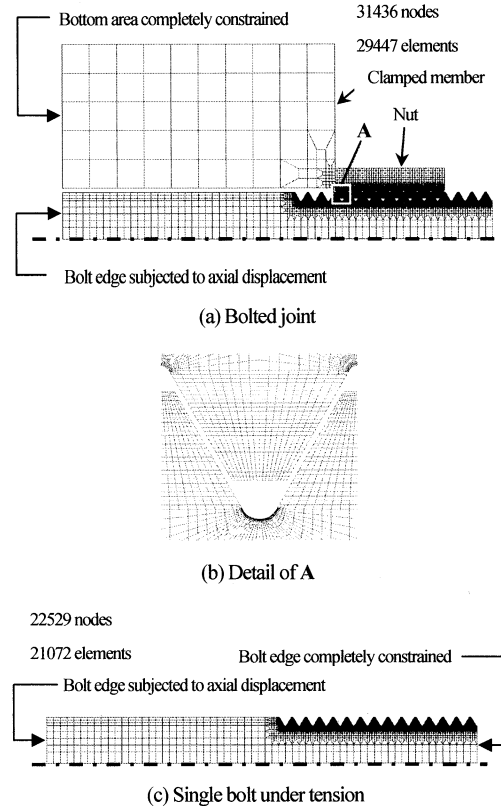 Bottom area completely constrained
31436 nodes
29447 elements
Clamped member
A
Nut
Bolt edge subjected to axial displacement
(a) Bolted joint
(b) Detail of A
22529 nodes
21072 elements
Bolt edge completely constrained
Bolt edge subjected to axial displacement
(c) Single bolt under tension